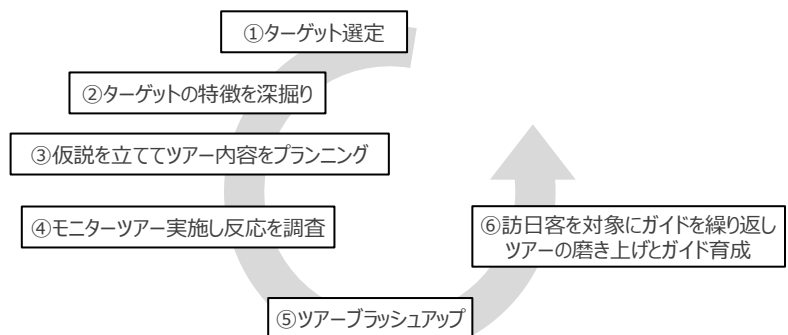 ①ターゲット選定
②ターゲットの特徴を深掘り
③仮説を立ててツアー内容をプランニング
④モニターツアー実施し反応を調査
⑥訪日客を対象にガイドを繰り返し
ツアーの磨き上げとガイド育成
⑤ツアーブラッシュアップ